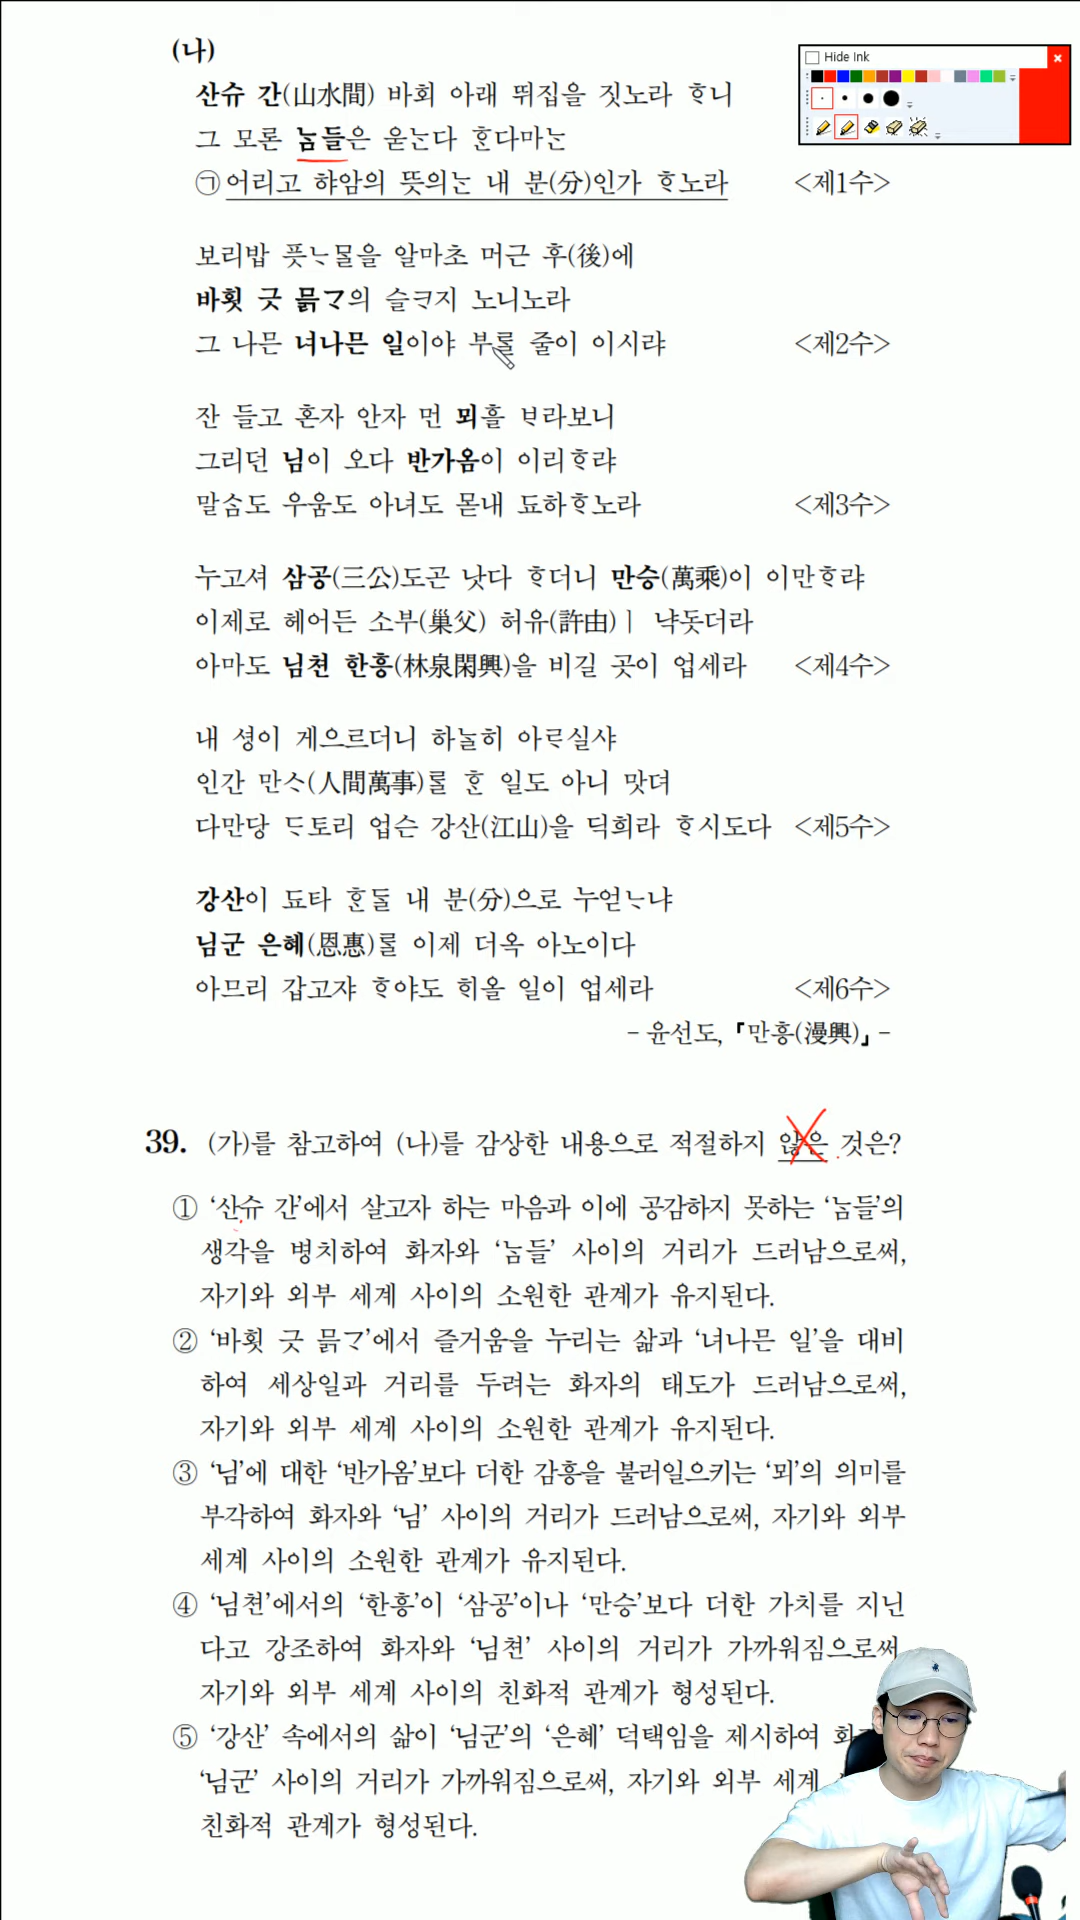 (나)
Hide Ink
산슈 간(山水間) 바회 아래 뛰집을 짓노라 ᄒᆞ니
그 모론 ᄂᆞᆷ들은 욷ᄂᆞᆫ다 ᄒᆞᆫ다마ᄂᆞᆫ
㉠ 어리고 햐암의 뜻의ᄂᆞᆫ 내 분(分)인가 ᄒᆞ노라 <제1수>
보리밥 픗ᄂᆞ물을 알마초 머근 후(後)에
바횟 긋 믉ᄀᆞ의 슬ᄏᆞ지 노니노라
그 나믄 녀나믄 일이야 부ᄅᆞᆯ 줄이 이시랴 <제2수>
잔 들고 혼자 안자 먼 뫼흘 ᄇᆞ라보니
그리던 님이 오다 반가옴이 이리ᄒᆞ랴
말ᄉᆞᆷ도 우움도 아녀도 몯내 됴하ᄒᆞ노라 <제3수>
누고셔 삼공(三公)도곤 낫다 ᄒᆞ더니 만승(萬乘)이 이만ᄒᆞ랴
이제로 헤어든 소부(巢父) 허유(許由)ㅣ 냑돗더라
아마도 님쳔 한흥(林泉閑興)을 비길 곳이 업세라 <제4수>
내 셩이 게으르더니 하ᄂᆞᆯ히 아ᄅᆞ실샤
인간 만ᄉᆞ(人間萬事)ᄅᆞᆯ ᄒᆞᆫ 일도 아니 맛뎌
다만당 ᄃᆞ토리 업슨 강산(江山)을 딕희라 ᄒᆞ시도다 <제5수>
강산이 됴타 ᄒᆞᆫᄃᆞᆯ 내 분(分)으로 누얻ᄂᆞ냐
님군 은혜(恩惠)ᄅᆞᆯ 이제 더옥 아노이다
아므리 갑고쟈 ᄒᆞ야도 ᄒᆡ올 일이 업세라 <제6수>
- 윤선도, 「만흥(漫興)」 -
39. (가)를 참고하여 (나)를 감상한 내용으로 적절하지 않은 것은?
① ‘산슈 간’에서 살고자 하는 마음과 이에 공감하지 못하는 ‘ᄂᆞᆷ들’의
생각을 병치하여 화자와 ‘ᄂᆞᆷ들’ 사이의 거리가 드러남으로써,
자기와 외부 세계 사이의 소원한 관계가 유지된다.
② ‘바횟 긋 믉ᄀᆞ’에서 즐거움을 누리는 삶과 ‘녀나믄 일’을 대비
하여 세상일과 거리를 두려는 화자의 태도가 드러남으로써,
자기와 외부 세계 사이의 소원한 관계가 유지된다.
③ ‘님’에 대한 ‘반가옴’보다 더한 감흥을 불러일으키는 ‘뫼’의 의미를
부각하여 화자와 ‘님’ 사이의 거리가 드러남으로써, 자기와 외부
세계 사이의 소원한 관계가 유지된다.
④ ‘님쳔’에서의 ‘한흥’이 ‘삼공’이나 ‘만승’보다 더한 가치를 지닌
다고 강조하여 화자와 ‘님쳔’ 사이의 거리가 가까워짐으로써,
자기와 외부 세계 사이의 친화적 관계가 형성된다.
⑤ ‘강산’ 속에서의 삶이 ‘님군’의 ‘은혜’ 덕택임을 제시하여
‘님군’ 사이의 거리가 가까워짐으로써, 자기와 외부 세계
친화적 관계가 형성된다.